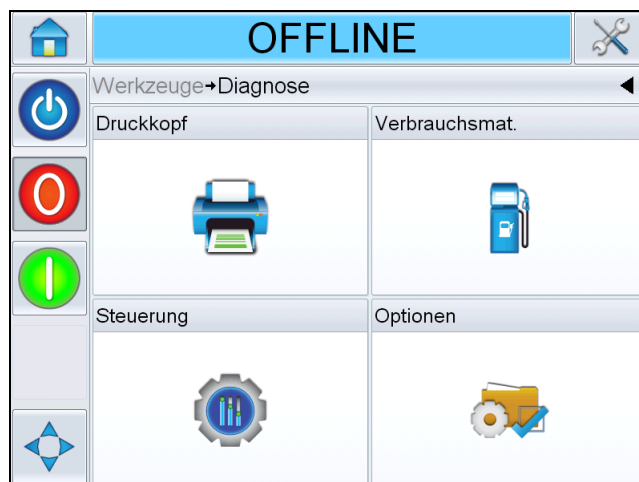 OFFLINE
Werkzeuge→Diagnose
Druckkopf
Verbrauchsmat.
Steuerung
Optionen